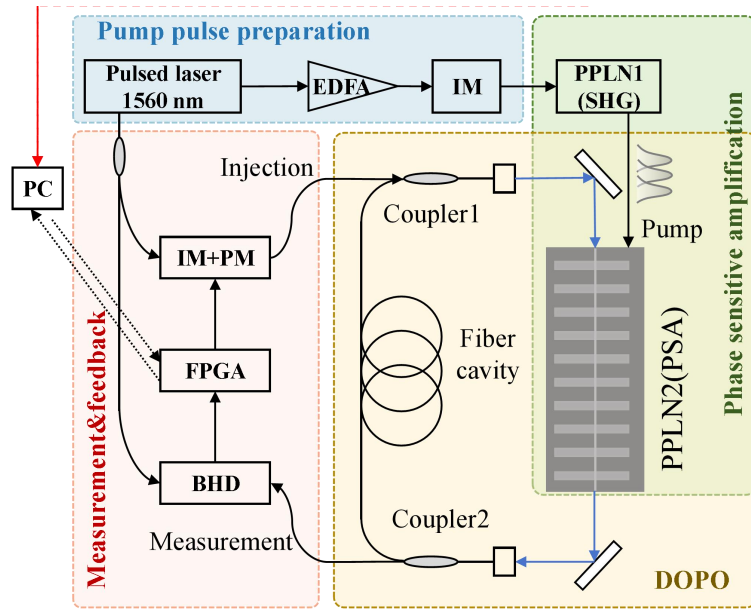 Pump pulse preparation
Pulsed laser
1560 nm
EDFA
IM
PPLN1
(SHG)
PC
Injection
Coupler1
Pump
IM+PM
Fiber
cavity
FPGA
BHD
Measurement
Coupler2
PPLN2(PSA)
Phase sensitive amplification
Measurement&feedback
DOPO